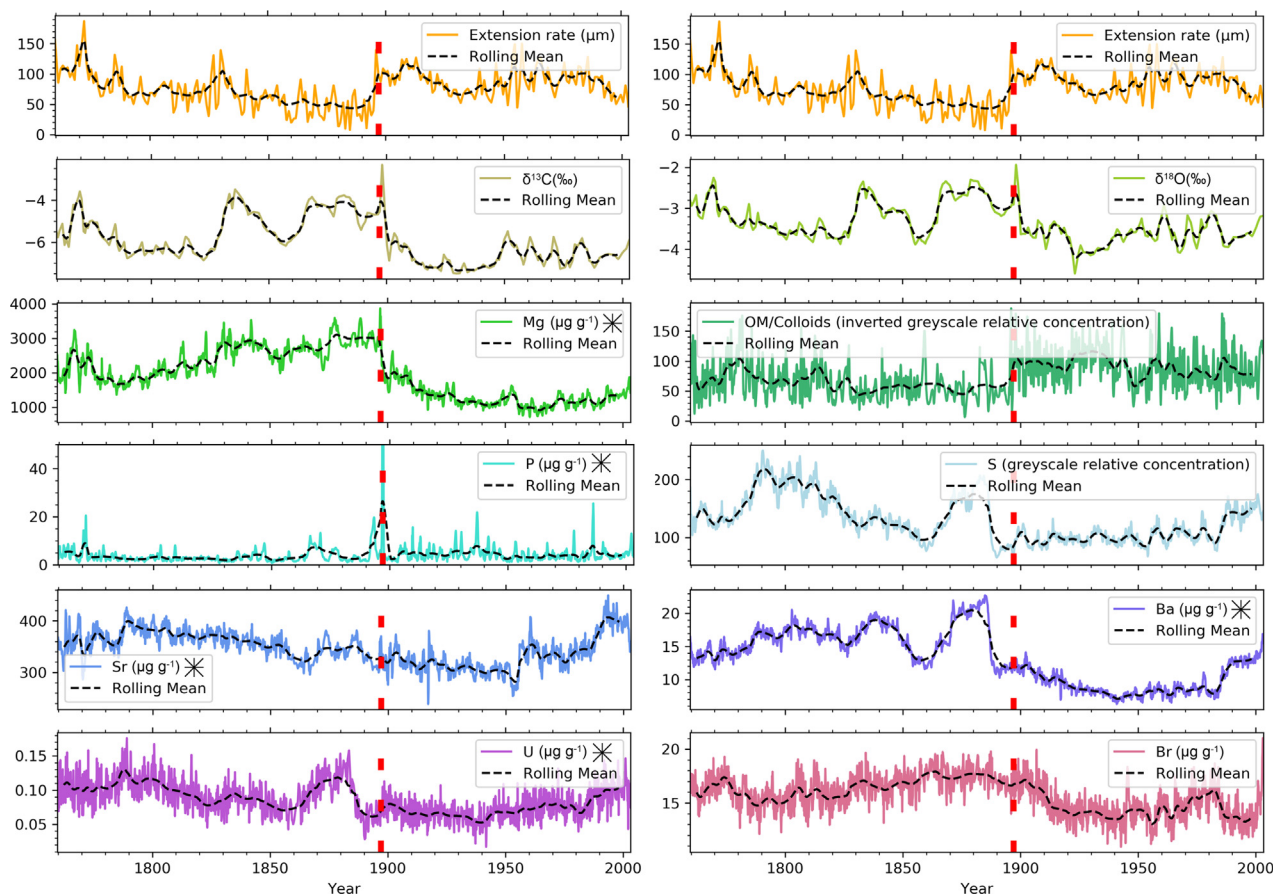 Extension rate (μm)
Rolling Mean
150
100
50
0
Extension rate (μm)
Rolling Mean
150
100
50
0
δ¹³C(‰)
Rolling Mean
−4
−6
δ¹⁸O(‰)
Rolling Mean
−2
−3
−4
Mg (μg g⁻¹)
Rolling Mean
4000
3000
2000
1000
OM/Colloids (inverted greyscale relative concentration)
Rolling Mean
150
100
50
0
P (μg g⁻¹)
Rolling Mean
40
20
0
S (greyscale relative concentration)
Rolling Mean
200
100
Sr (μg g⁻¹)
Rolling Mean
400
300
Ba (μg g⁻¹)
Rolling Mean
20
15
10
U (μg g⁻¹)
Rolling Mean
0.15
0.10
0.05
Br (μg g⁻¹)
Rolling Mean
20
15
1800 1850 1900 1950 2000
Year
1800 1850 1900 1950 2000
Year